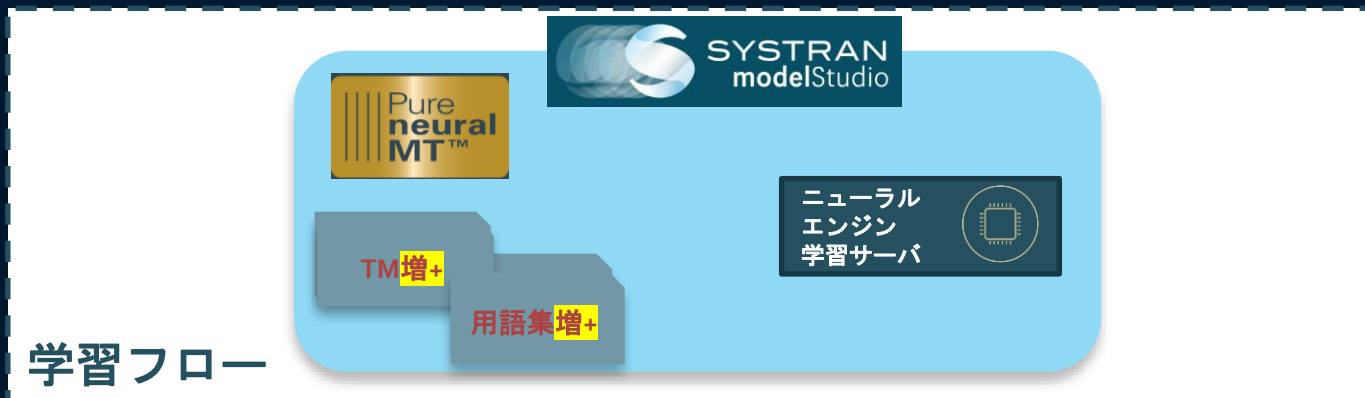 SYSTRAN
modelStudio
Pure
neural
MT™
ニューラル
エンジン
学習サーバ
TM増+
用語集増+
学習フロー